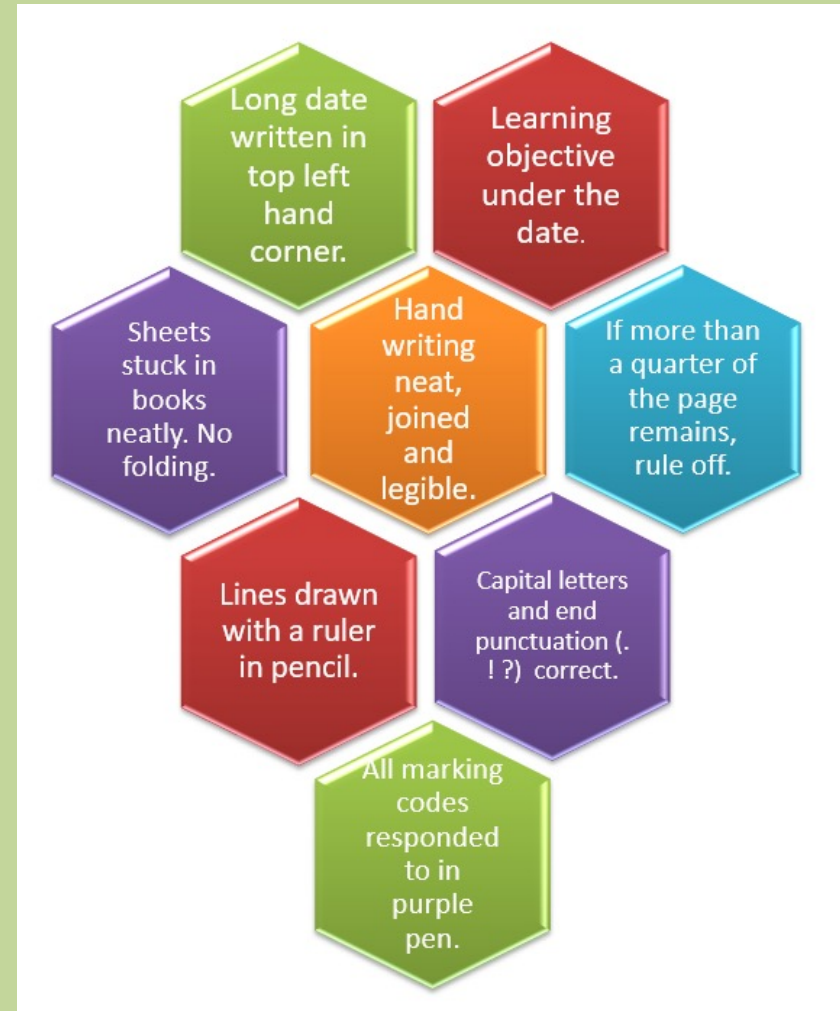 Long date
written in
top left
hand
corner.
Learning
objective
under the
date.
Sheets
stuck in
books
neatly. No
folding.
Hand
writing
neat,
joined
and
legible.
If more than
a quarter of
the page
remains,
rule off.
Lines drawn
with a ruler
in pencil.
Capital letters
and end
punctuation (.
! ?) correct.
All marking
codes
responded
to in
purple
pen.